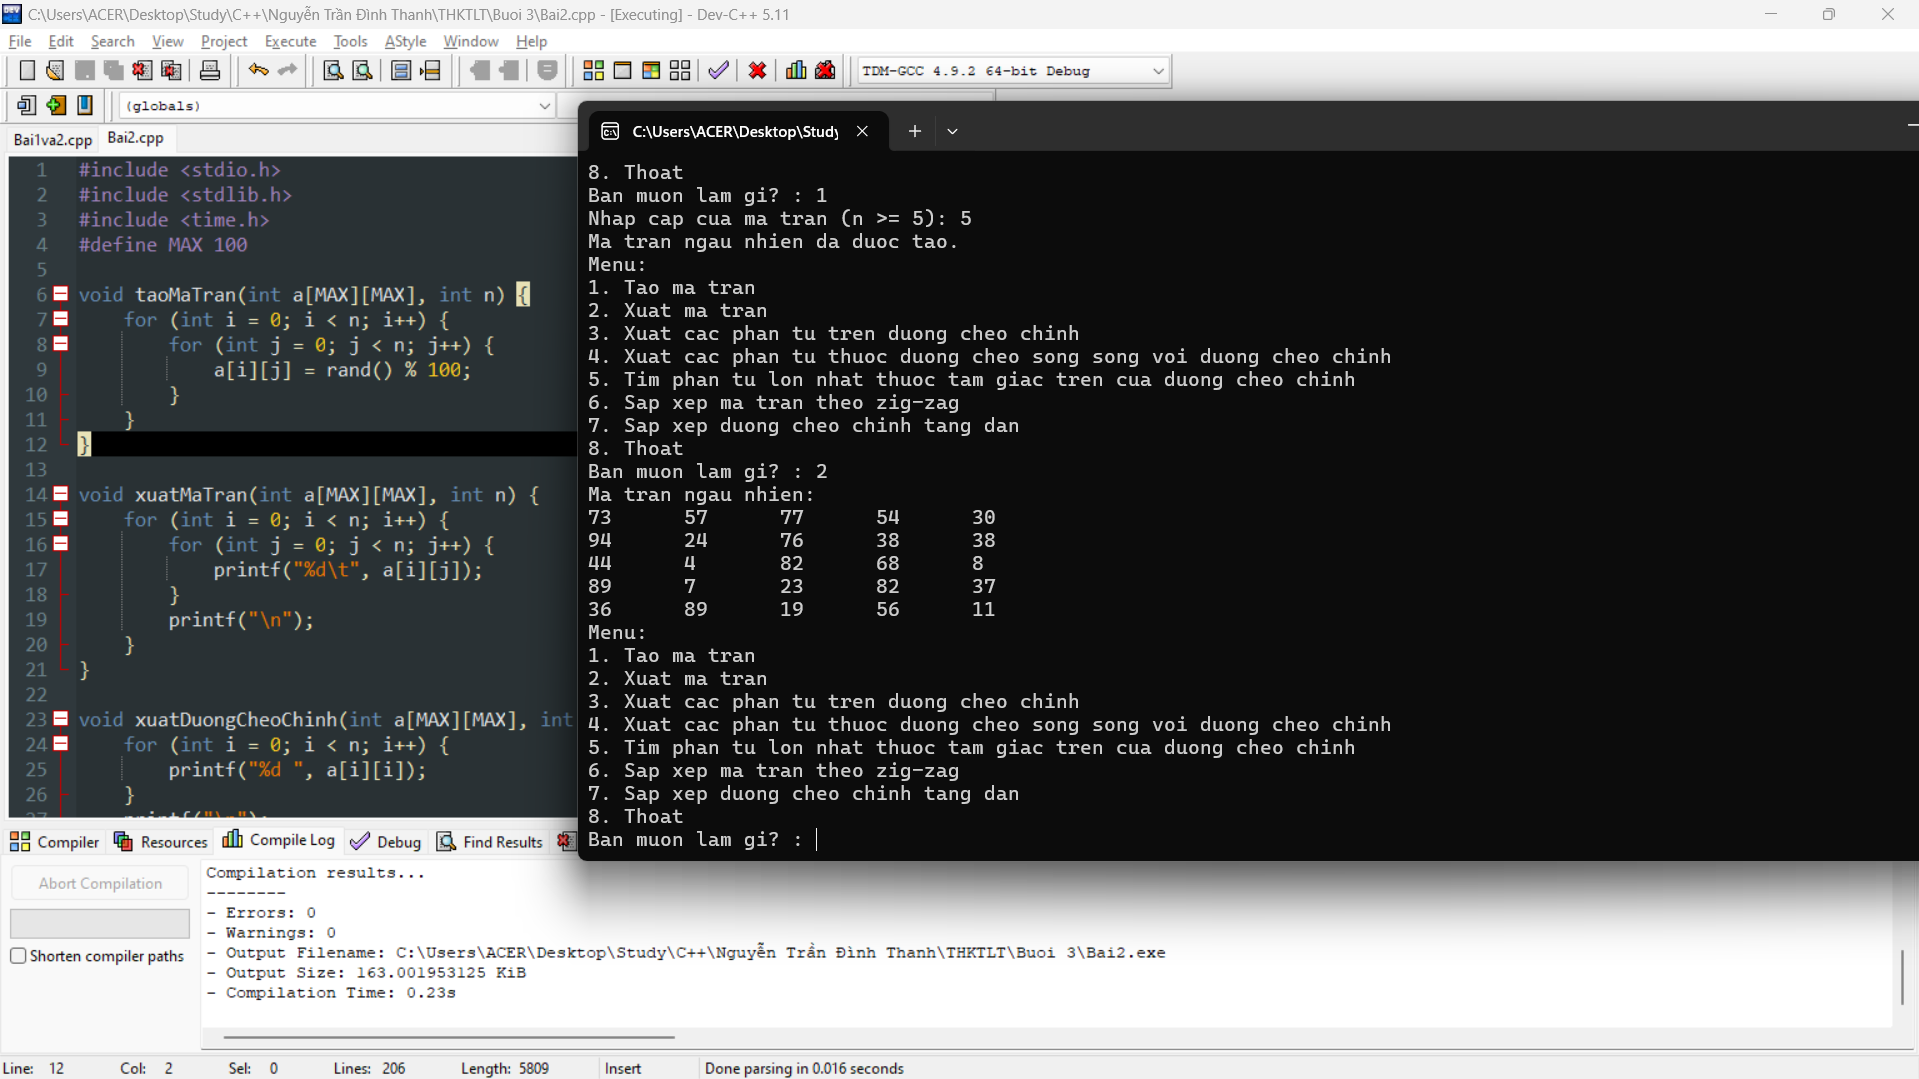 C:\Users\ACER\Desktop\Study\C++\Nguyễn Trần Đình Thanh\THKTLT\Buoi 3\Bai2.cpp - [Executing] - Dev-C++ 5.11
File Edit Search View Project Execute Tools AStyle Window Help
TDM-GCC 4.9.2 64-bit Debug
(globals)
Bai1va2.cpp Bai2.cpp
1 #include <stdio.h>
2 #include <stdlib.h>
3 #include <time.h>
4 #define MAX 100
5
6 void taoMaTran(int a[MAX][MAX], int n) {
7 for (int i = 0; i < n; i++) {
8 for (int j = 0; j < n; j++) {
9 a[i][j] = rand() % 100;
10 }
11 }
12 }
13
14 void xuatMaTran(int a[MAX][MAX], int n) {
15 for (int i = 0; i < n; i++) {
16 for (int j = 0; j < n; j++) {
17 printf("%d\t", a[i][j]);
18 }
19 printf("\n");
20 }
21 }
22
23 void xuatDuongCheoChinh(int a[MAX][MAX], int
24 for (int i = 0; i < n; i++) {
25 printf("%d ", a[i][i]);
26 }
27 printf("\n");
C:\Users\ACER\Desktop\Study
8. Thoat
Ban muon lam gi? : 1
Nhap cap cua ma tran (n >= 5): 5
Ma tran ngau nhien da duoc tao.
Menu:
1. Tao ma tran
2. Xuat ma tran
3. Xuat cac phan tu tren duong cheo chinh
4. Xuat cac phan tu thuoc duong cheo song song voi duong cheo chinh
5. Tim phan tu lon nhat thuoc tam giac tren cua duong cheo chinh
6. Sap xep ma tran theo zig-zag
7. Sap xep duong cheo chinh tang dan
8. Thoat
Ban muon lam gi? : 2
Ma tran ngau nhien:
73 57 77 54 30
94 24 76 38 38
44 4 82 68 8
89 7 23 82 37
36 89 19 56 11
Menu:
1. Tao ma tran
2. Xuat ma tran
3. Xuat cac phan tu tren duong cheo chinh
4. Xuat cac phan tu thuoc duong cheo song song voi duong cheo chinh
5. Tim phan tu lon nhat thuoc tam giac tren cua duong cheo chinh
6. Sap xep ma tran theo zig-zag
7. Sap xep duong cheo chinh tang dan
8. Thoat
Ban muon lam gi? :
Compiler Resources Compile Log Debug Find Results
Abort Compilation
Shorten compiler paths
Compilation results...
--------
- Errors: 0
- Warnings: 0
- Output Filename: C:\Users\ACER\Desktop\Study\C++\Nguyễn Trần Đình Thanh\THKTLT\Buoi 3\Bai2.exe
- Output Size: 163.001953125 KiB
- Compilation Time: 0.23s
Line: 12 Col: 2 Sel: 0 Lines: 206 Length: 5809 Insert Done parsing in 0.016 seconds